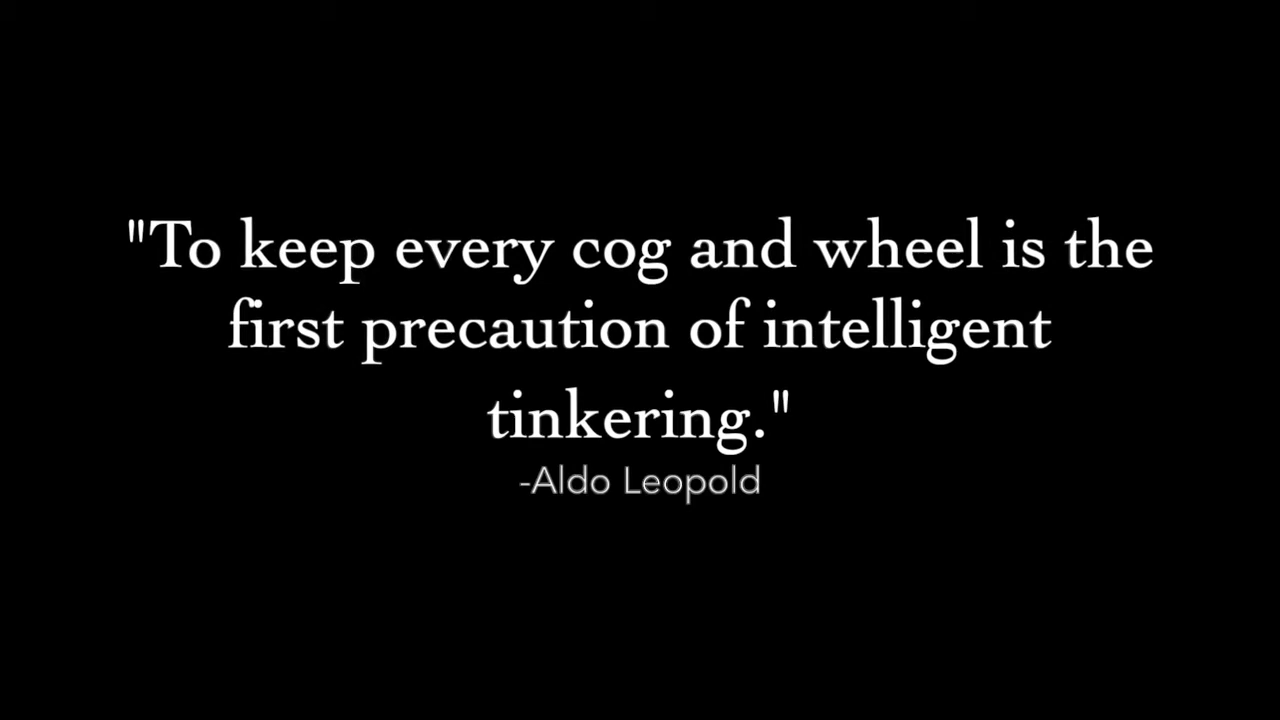 "To keep every cog and wheel is the
first precaution of intelligent
tinkering."
-Aldo Leopold